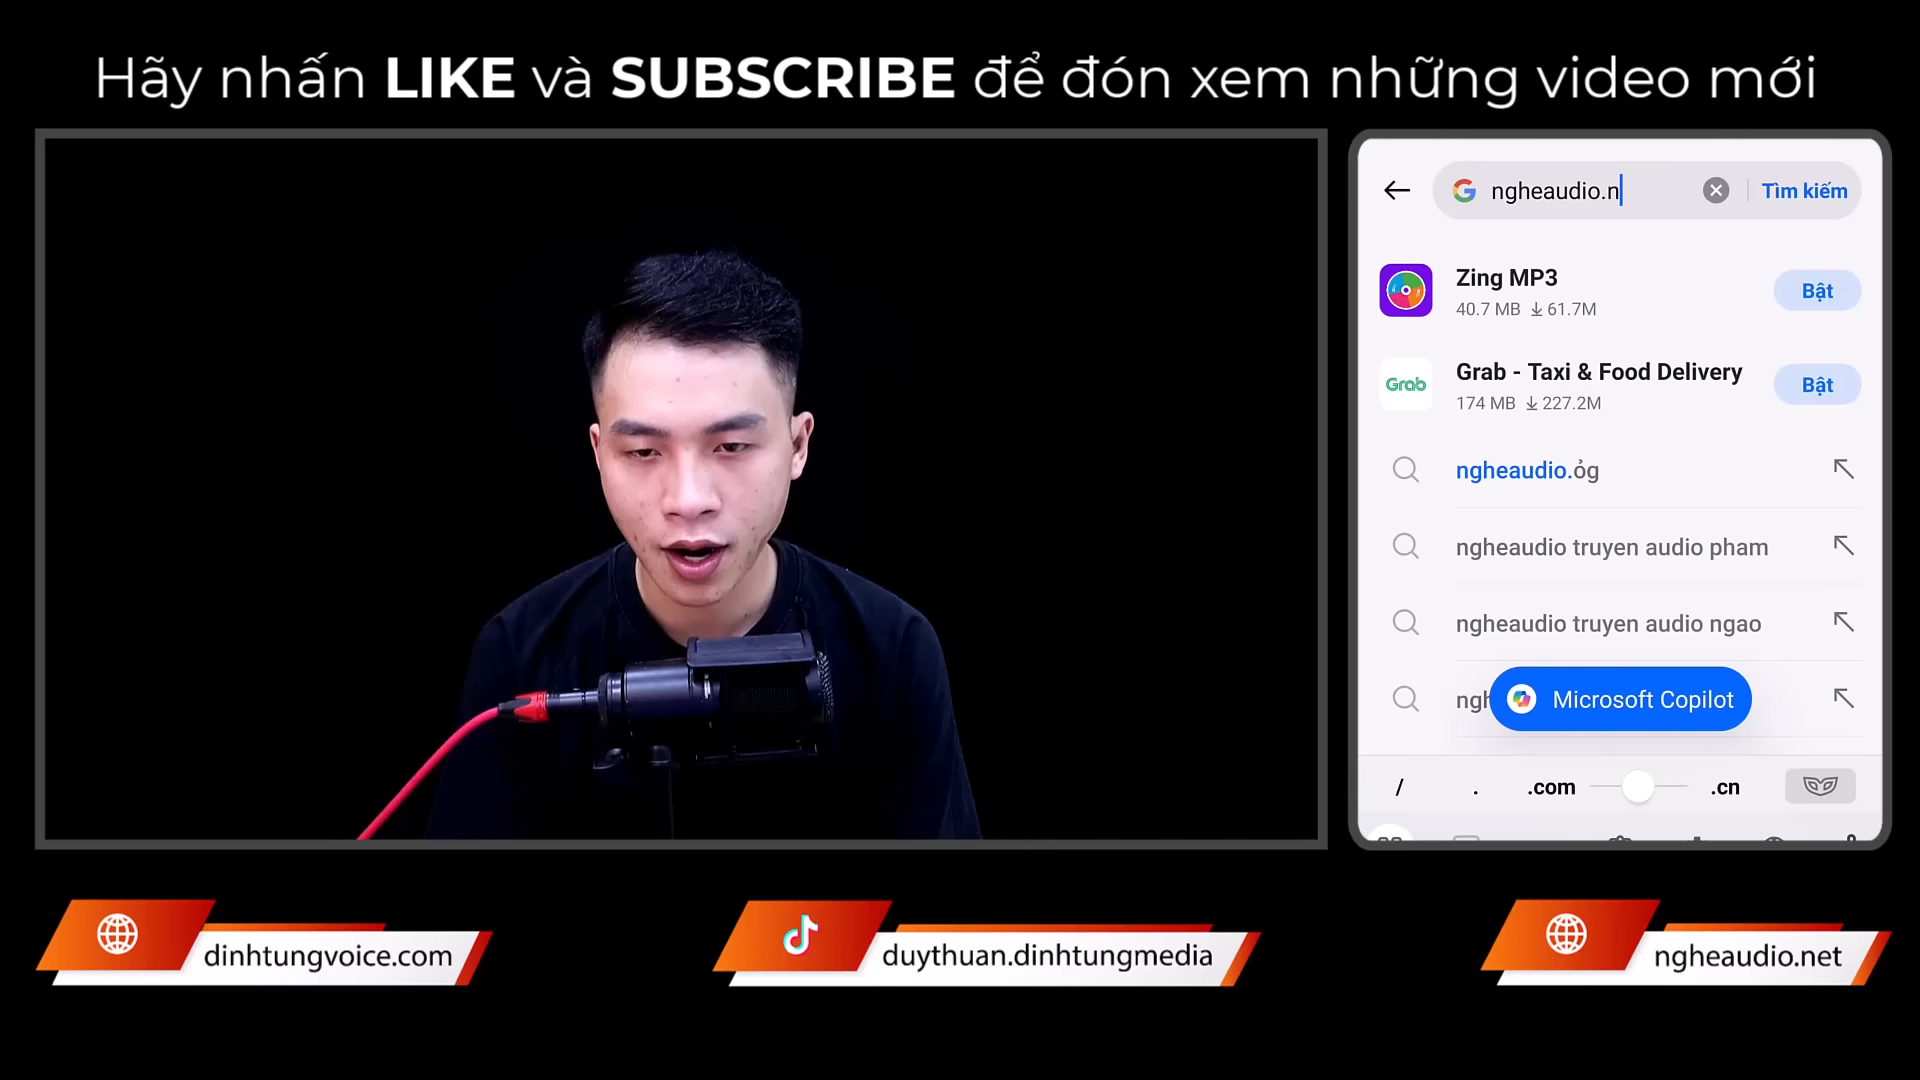 Hãy nhấn LIKE và SUBSCRIBE để đón xem những video mới
ngheaudio.n
Tìm kiếm
Zing MP3
40.7 MB 61.7M
Bật
Grab
Grab - Taxi & Food Delivery
174 MB 227.2M
Bật
ngheaudio.ỏg
ngheaudio truyen audio pham
ngheaudio truyen audio ngao
Microsoft Copilot
/ . .com .cn
dinhtungvoice.com
duythuan.dinhtungmedia
ngheaudio.net